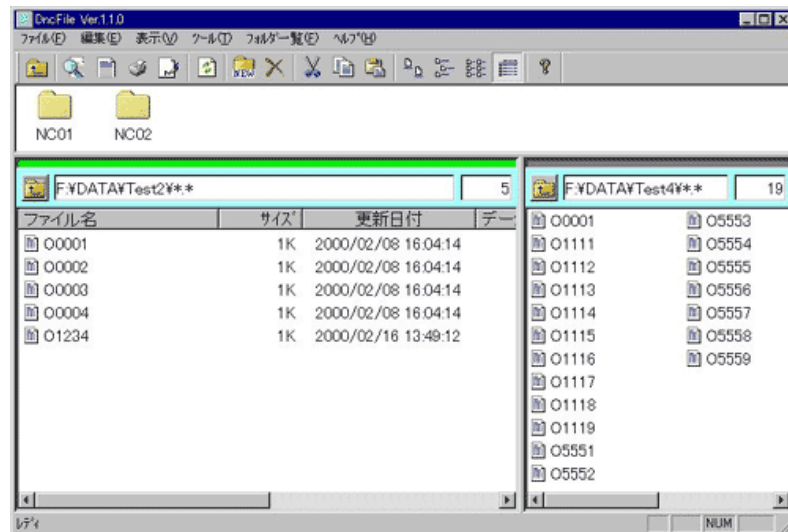 DncFile Ver.1.1.0
ﾌｧｲﾙ(F) 編集(E) 表示(V) ﾂｰﾙ(T) ﾌｫﾙﾀﾞ一覧(F) ﾍﾙﾌﾟ(H)
NEW
NC01 NC02
F:¥DATA¥Test2¥*.* 5
ファイル名 ｻｲｽﾞ 更新日付 デー
O0001 1K 2000/02/08 16:04:14
O0002 1K 2000/02/08 16:04:14
O0003 1K 2000/02/08 16:04:14
O0004 1K 2000/02/08 16:04:14
O1234 1K 2000/02/16 13:49:12
F:¥DATA¥Test4¥*.* 19
O0001 O5553
O1111 O5554
O1112 O5555
O1113 O5556
O1114 O5557
O1115 O5558
O1116 O5559
O1117
O1118
O1119
O5551
O5552
ﾚﾃﾞｨ NUM